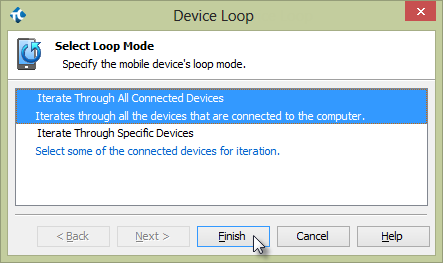 Device Loop
Select Loop Mode
Specify the mobile device's loop mode.
Iterate Through All Connected Devices
Iterates through all the devices that are connected to the computer.
Iterate Through Specific Devices
Select some of the connected devices for iteration.
< Back Next > Finish Cancel Help